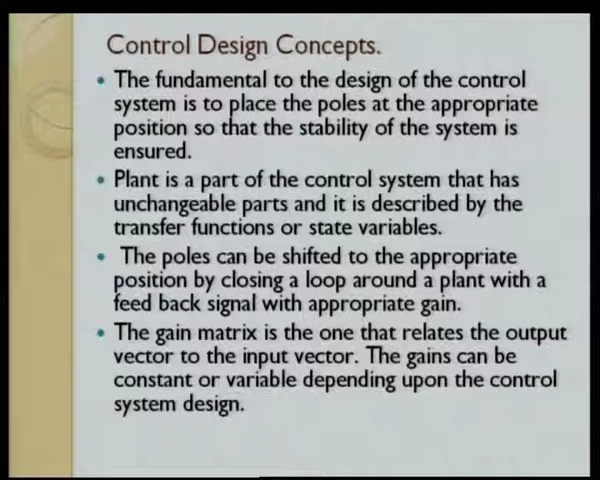 Control Design Concepts.
• The fundamental to the design of the control
system is to place the poles at the appropriate
position so that the stability of the system is
ensured.
• Plant is a part of the control system that has
unchangeable parts and it is described by the
transfer functions or state variables.
• The poles can be shifted to the appropriate
position by closing a loop around a plant with a
feed back signal with appropriate gain.
• The gain matrix is the one that relates the output
vector to the input vector. The gains can be
constant or variable depending upon the control
system design.